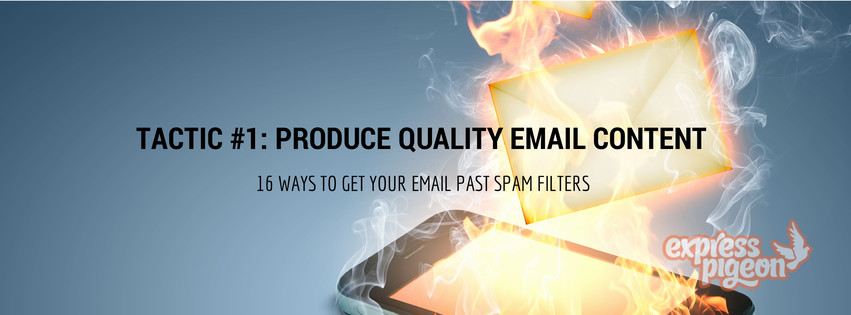 TACTIC #1: PRODUCE QUALITY EMAIL CONTENT
16 WAYS TO GET YOUR EMAIL PAST SPAM FILTERS
express
pigeon